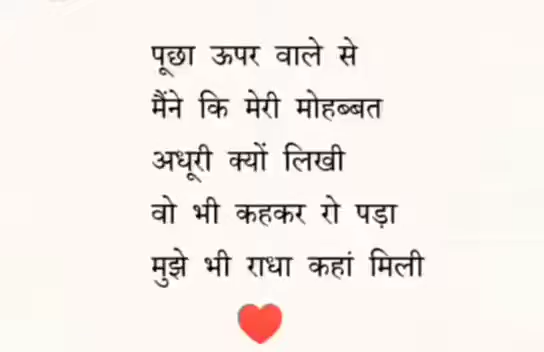 पूछा ऊपर वाले से
मैंने कि मेरी मोहब्बत
अधूरी क्यों लिखी
वो भी कहकर रो पड़ा
मुझे भी राधा कहां मिली